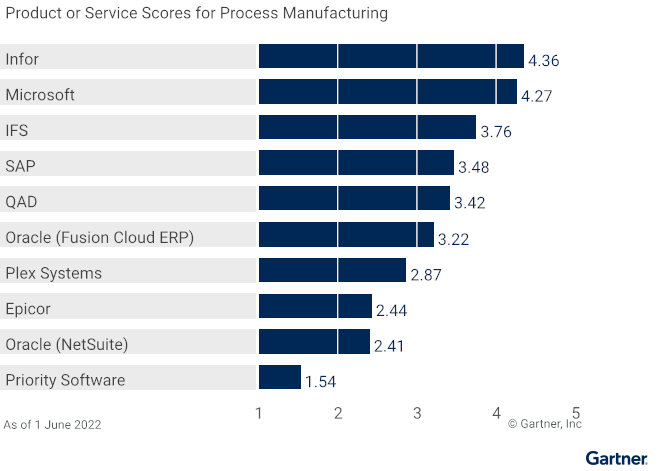 Product or Service Scores for Process Manufacturing
Infor 4.36
Microsoft 4.27
IFS 3.76
SAP 3.48
QAD 3.42
Oracle (Fusion Cloud ERP) 3.22
Plex Systems 2.87
Epicor 2.44
Oracle (NetSuite) 2.41
Priority Software 1.54
1 2 3 4 5
As of 1 June 2022 © Gartner, Inc
Gartner